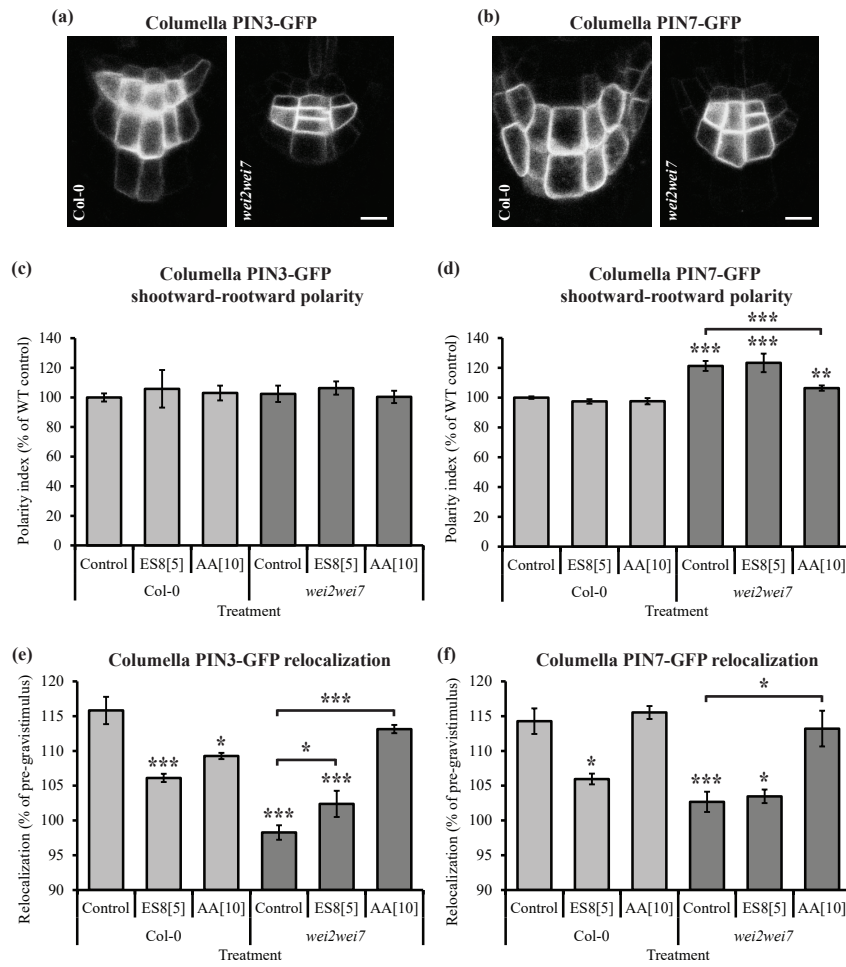 (a)
Columella PIN3-GFP
Col-0
wei2wei7
(b)
Columella PIN7-GFP
Col-0
wei2wei7
(c)
Columella PIN3-GFP
shootward-rootward polarity
Polarity index (% of WT control)
140
120
100
80
60
40
20
0
Control ES8[5] AA[10] Control ES8[5] AA[10]
Col-0 wei2wei7
Treatment
(d)
Columella PIN7-GFP
shootward-rootward polarity
Polarity index (% of WT control)
140
120
100
80
60
40
20
0
***
*** *** **
Control ES8[5] AA[10] Control ES8[5] AA[10]
Col-0 wei2wei7
Treatment
(e)
Columella PIN3-GFP relocalization
Relocalization (% of pre-gravistimulus)
120
115
110
105
100
95
90
***
*
*** * *** ***
Control ES8[5] AA[10] Control ES8[5] AA[10]
Col-0 wei2wei7
Treatment
(f)
Columella PIN7-GFP relocalization
Relocalization (% of pre-gravistimulus)
120
115
110
105
100
95
90
*
* *** *
Control ES8[5] AA[10] Control ES8[5] AA[10]
Col-0 wei2wei7
Treatment